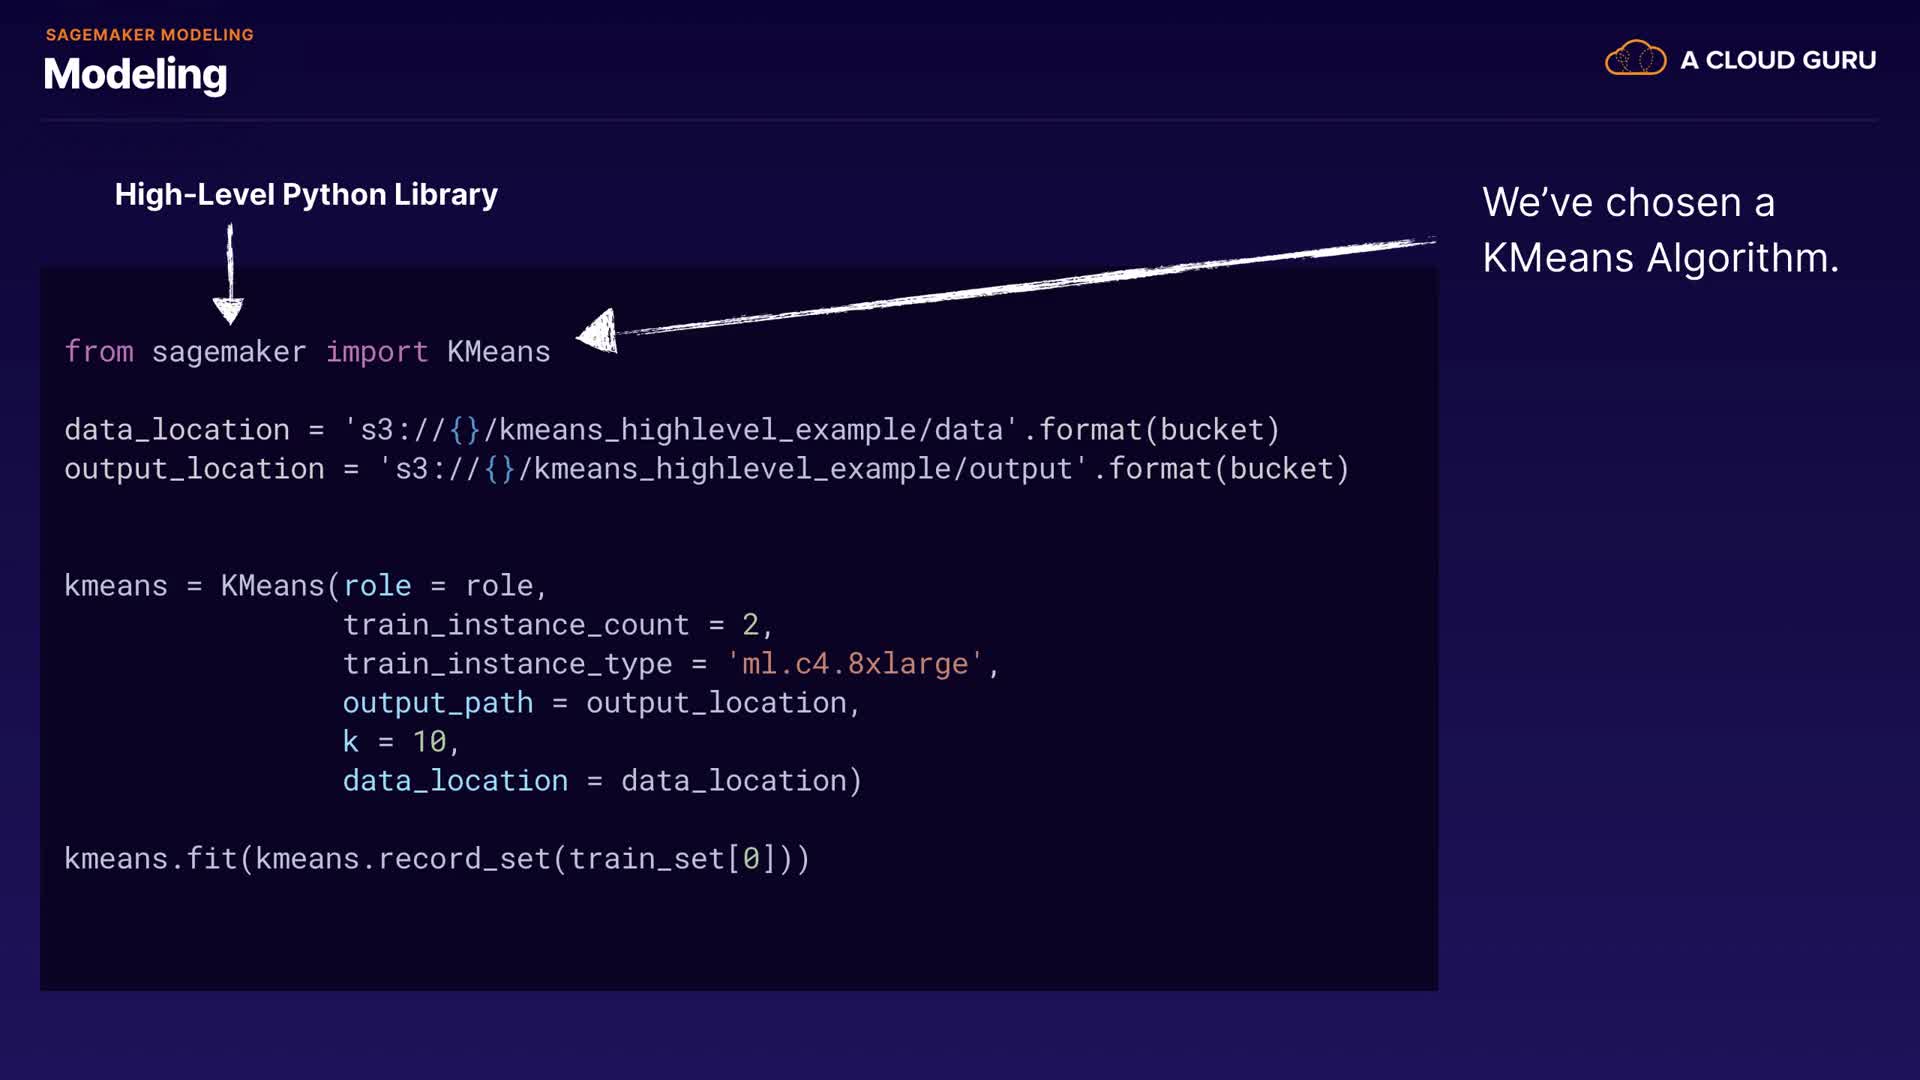 SAGEMAKER MODELING
Modeling
A CLOUD GURU
High-Level Python Library
We’ve chosen a
KMeans Algorithm.
from sagemaker import KMeans
data_location = 's3://{}/kmeans_highlevel_example/data'.format(bucket)
output_location = 's3://{}/kmeans_highlevel_example/output'.format(bucket)
kmeans = KMeans(role = role,
train_instance_count = 2,
train_instance_type = 'ml.c4.8xlarge',
output_path = output_location,
k = 10,
data_location = data_location)
kmeans.fit(kmeans.record_set(train_set[0]))